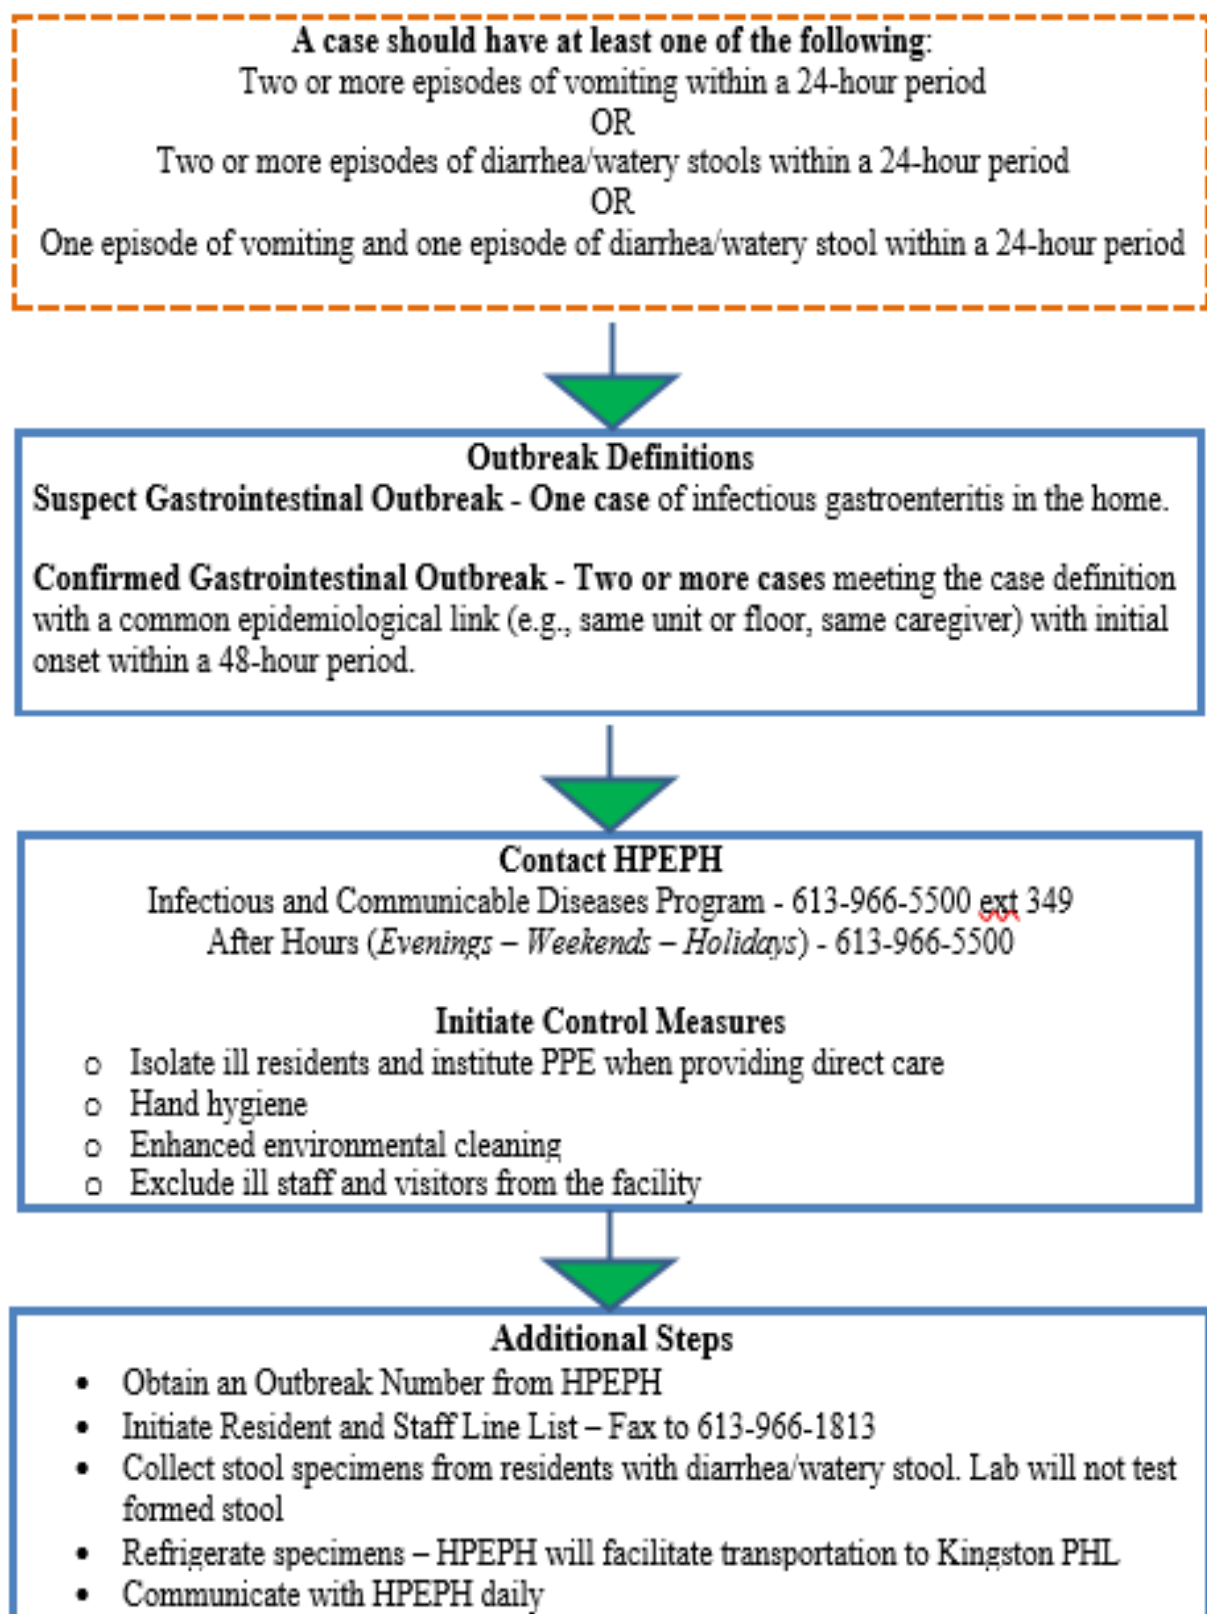 A case should have at least one of the following:
Two or more episodes of vomiting within a 24-hour period
OR
Two or more episodes of diarrhea/watery stools within a 24-hour period
OR
One episode of vomiting and one episode of diarrhea/watery stool within a 24-hour period
Outbreak Definitions
Suspect Gastrointestinal Outbreak - One case of infectious gastroenteritis in the home.
Confirmed Gastrointestinal Outbreak - Two or more cases meeting the case definition
with a common epidemiological link (e.g., same unit or floor, same caregiver) with initial
onset within a 48-hour period.
Contact HPEPH
Infectious and Communicable Diseases Program - 613-966-5500 ext 349
After Hours (Evenings – Weekends – Holidays) - 613-966-5500
Initiate Control Measures
o Isolate ill residents and institute PPE when providing direct care
o Hand hygiene
o Enhanced environmental cleaning
o Exclude ill staff and visitors from the facility
Additional Steps
• Obtain an Outbreak Number from HPEPH
• Initiate Resident and Staff Line List – Fax to 613-966-1813
• Collect stool specimens from residents with diarrhea/watery stool. Lab will not test
formed stool
• Refrigerate specimens – HPEPH will facilitate transportation to Kingston PHL
• Communicate with HPEPH daily